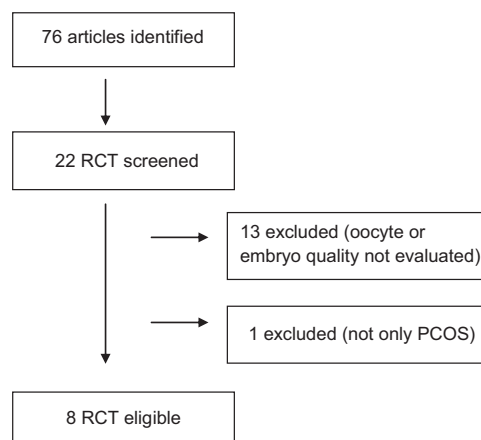 76 articles identified
22 RCT screened
13 excluded (oocyte or
embryo quality not evaluated)
1 excluded (not only PCOS)
8 RCT eligible